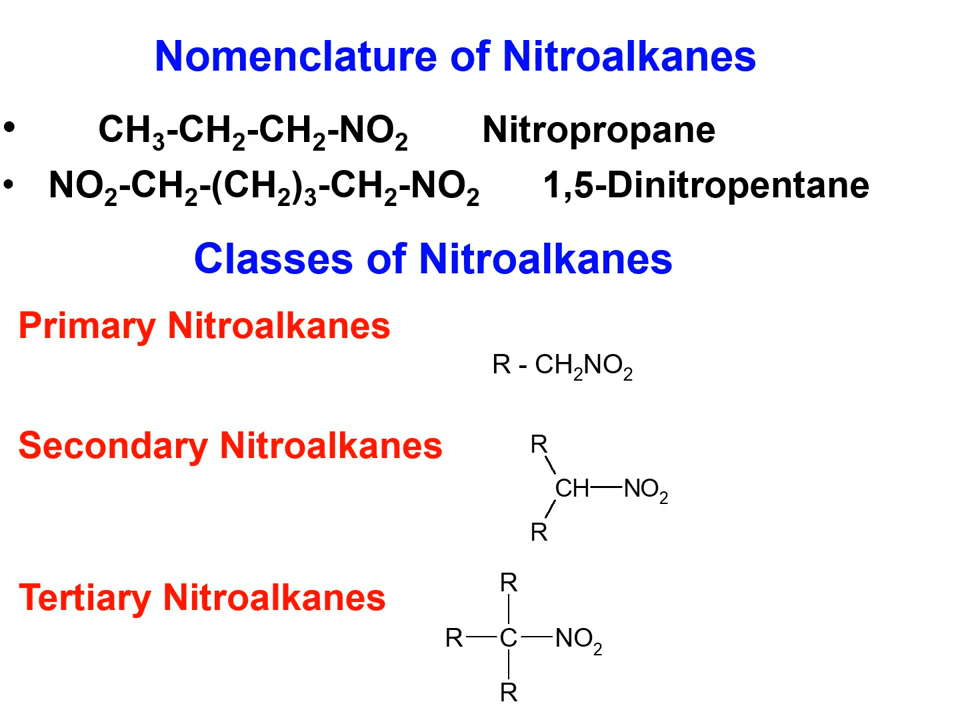 Nomenclature of Nitroalkanes
• CH₃-CH₂-CH₂-NO₂ Nitropropane
• NO₂-CH₂-(CH₂)₃-CH₂-NO₂ 1,5-Dinitropentane
Classes of Nitroalkanes
Primary Nitroalkanes
R - CH₂NO₂
Secondary Nitroalkanes
R
CH—NO₂
R
Tertiary Nitroalkanes
R
R—C—NO₂
R